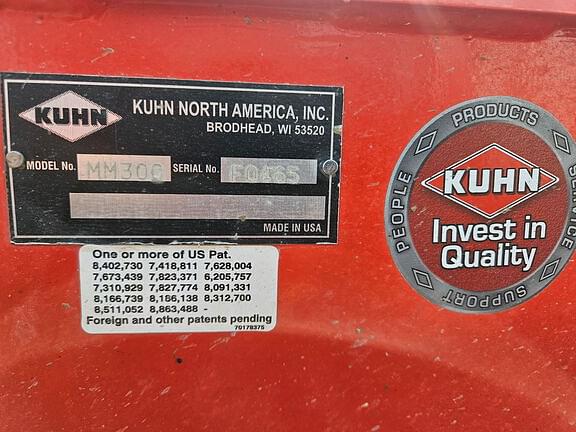 KUHN
KUHN NORTH AMERICA, INC.
BRODHEAD, WI 53520
MODEL No. MM300 SERIAL No.
MADE IN USA
One or more of US Pat.
8,402,730 7,418,811 7,628,004
7,673,439 7,823,371 6,205,757
7,310,929 7,827,774 8,091,331
8,166,739 8,186,138 8,312,700
8,511,052 8,863,488 -
Foreign and other patents pending
70178375
PRODUCTS
PEOPLE
KUHN
Invest in
Quality
SERVICES
SUPPORT